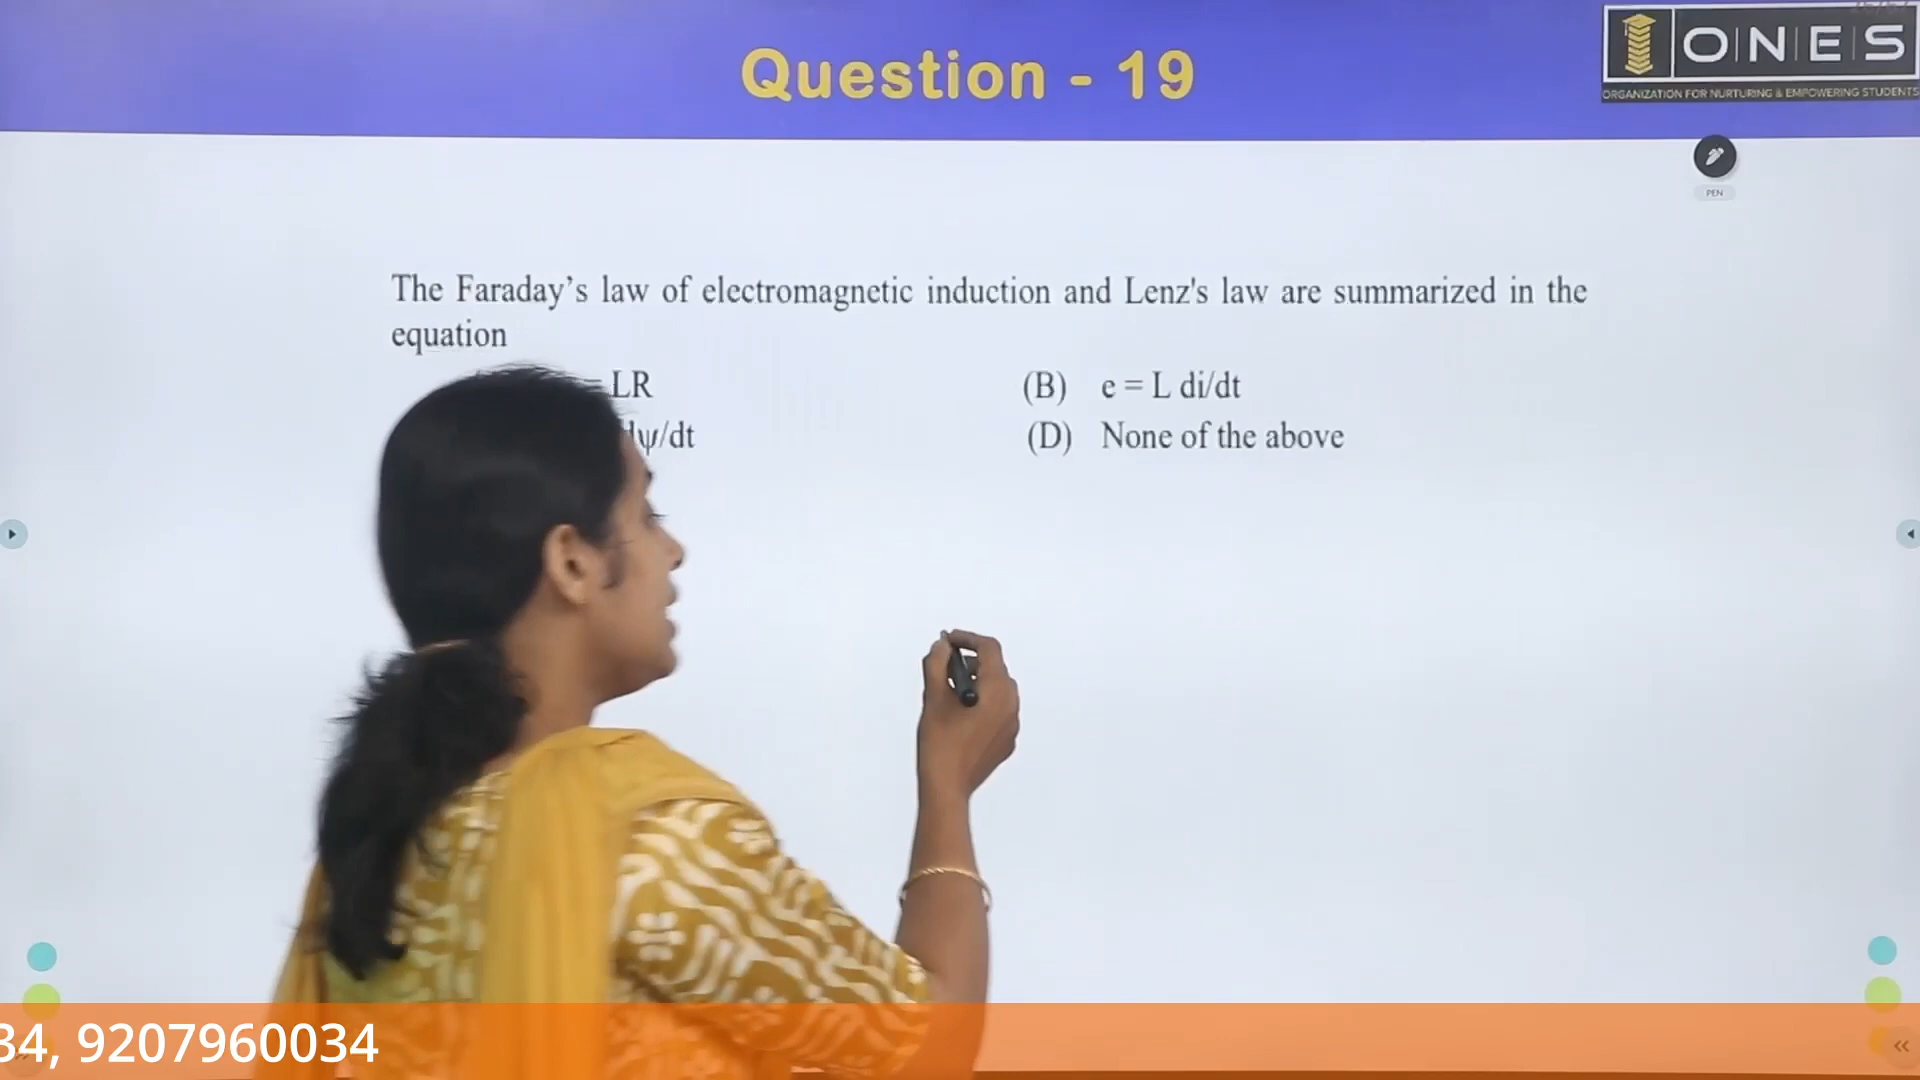 Question - 19
ONES
ORGANIZATION FOR NURTURING & EMPOWERING STUDENTS
PEN
The Faraday's law of electromagnetic induction and Lenz's law are summarized in the
equation
= LR
(B) e = L di/dt
dψ/dt
(D) None of the above
34, 9207960034